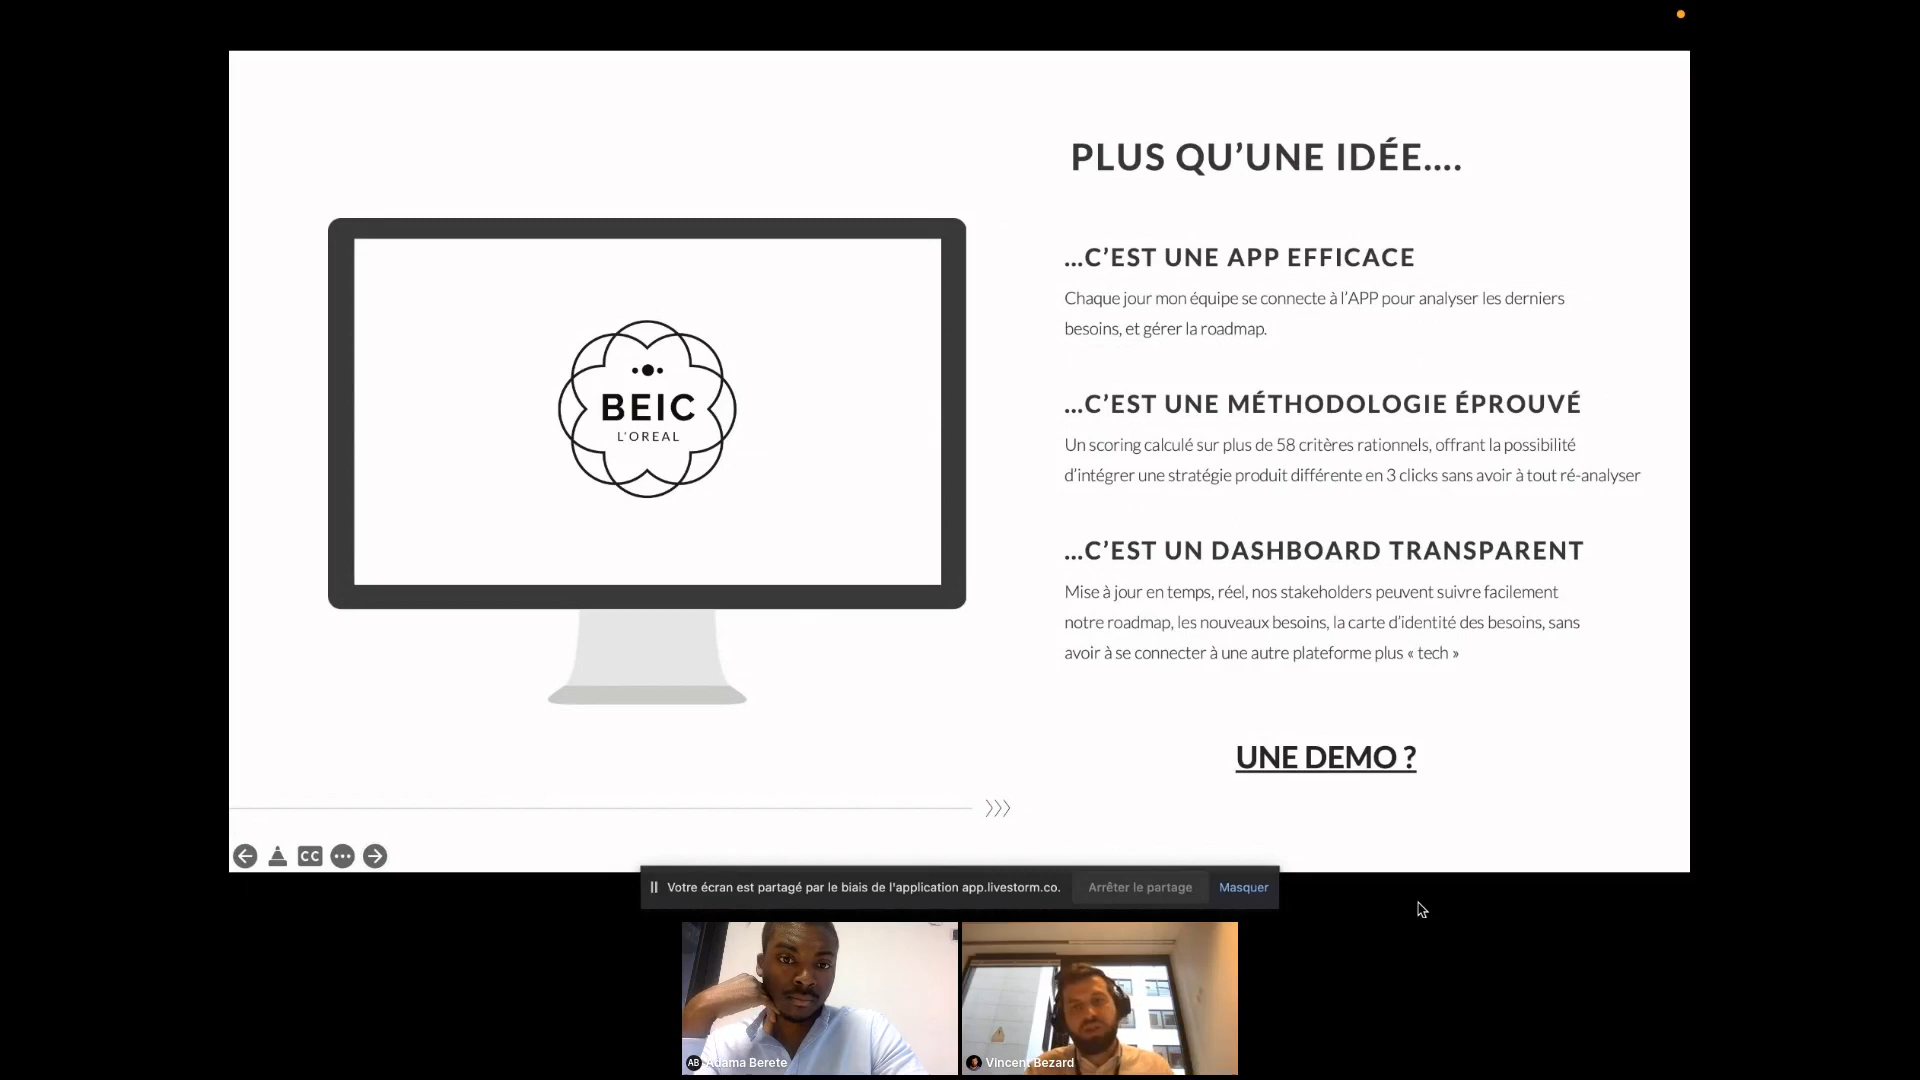 PLUS QU’UNE IDÉE....
...C’EST UNE APP EFFICACE
Chaque jour mon équipe se connecte à l’APP pour analyser les derniers
besoins, et gérer la roadmap.
BEIC
L'OREAL
...C’EST UNE MÉTHODOLOGIE ÉPROUVÉ
Un scoring calculé sur plus de 58 critères rationnels, offrant la possibilité
d’intégrer une stratégie produit différente en 3 clicks sans avoir à tout ré-analyser
...C’EST UN DASHBOARD TRANSPARENT
Mise à jour en temps, réel, nos stakeholders peuvent suivre facilement
notre roadmap, les nouveaux besoins, la carte d’identité des besoins, sans
avoir à se connecter à une autre plateforme plus « tech »
UNE DEMO ?
CC
Votre écran est partagé par le biais de l'application app.livestorm.co.
Arrêter le partage
Masquer
AB Adama Berete
Vincent Bezard